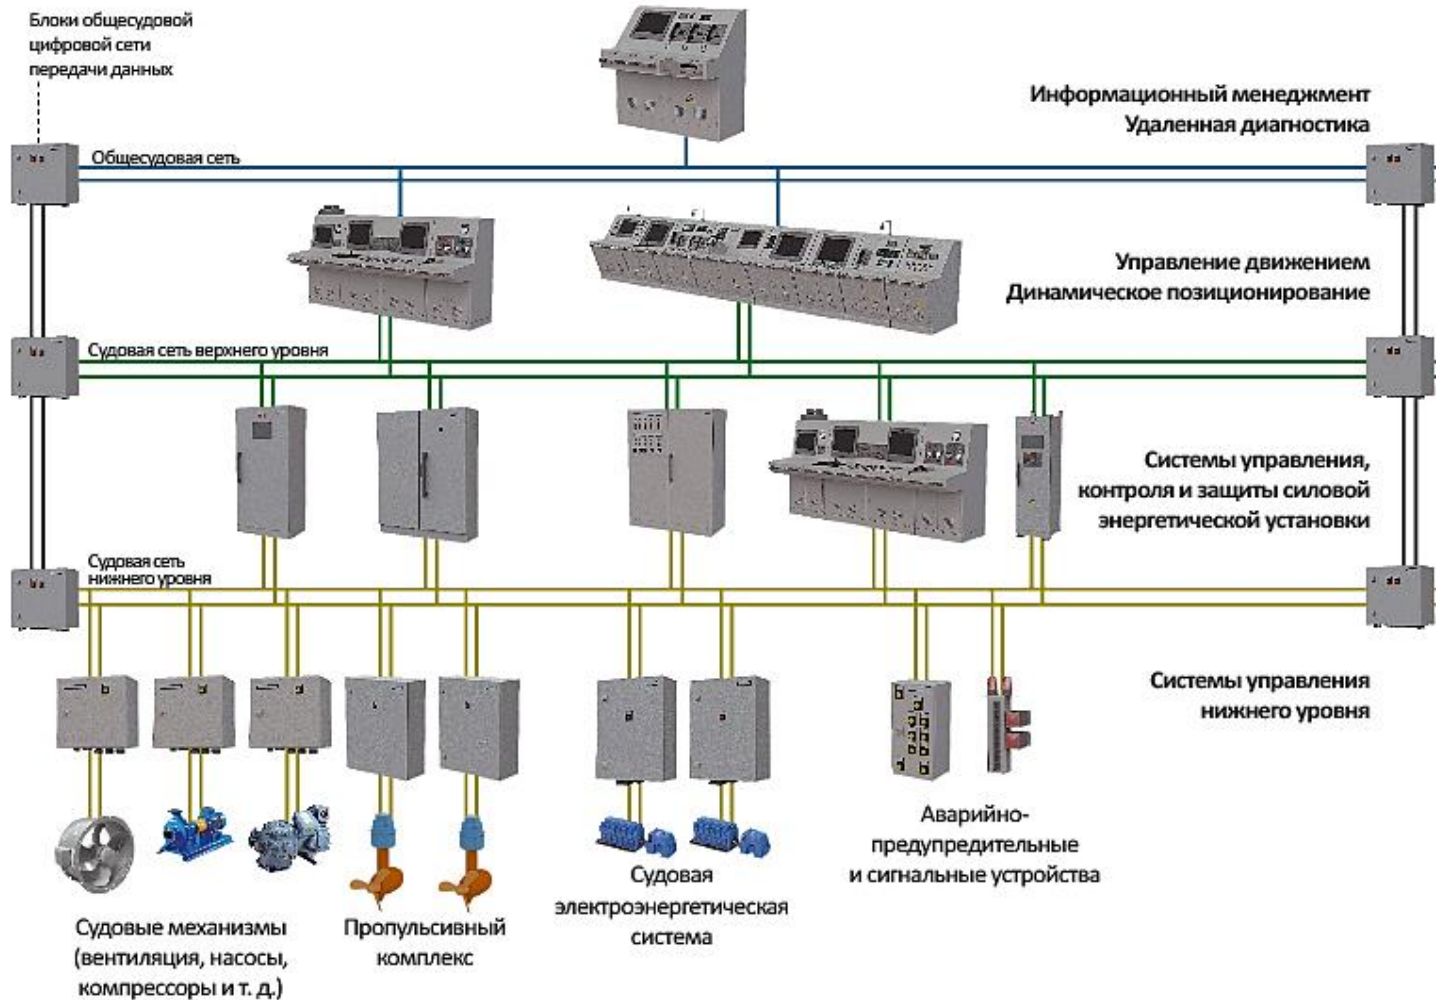 Блоки общесудовой
цифровой сети
передачи данных
Информационный менеджмент
Удаленная диагностика
Общесудовая сеть
Управление движением
Динамическое позиционирование
Судовая сеть верхнего уровня
Системы управления,
контроля и защиты силовой
энергетической установки
Судовая сеть
нижнего уровня
Системы управления
нижнего уровня
Аварийно-
предупредительные
и сигнальные устройства
Судовая
электроэнергетическая
система
Судовые механизмы
(вентиляция, насосы,
компрессоры и т. д.)
Пропульсивный
комплекс